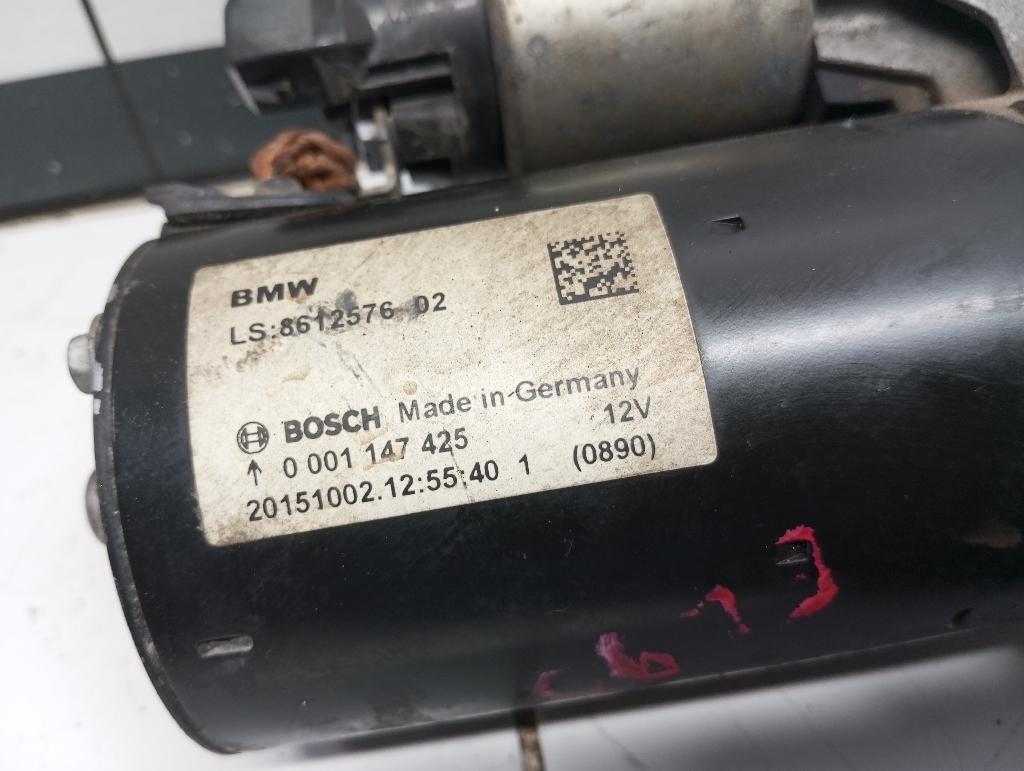 BMW
LS:8612576 02
BOSCH Made in Germany
↑ 0 001 147 425 12V
20151002.12:55:40 1 (0890)